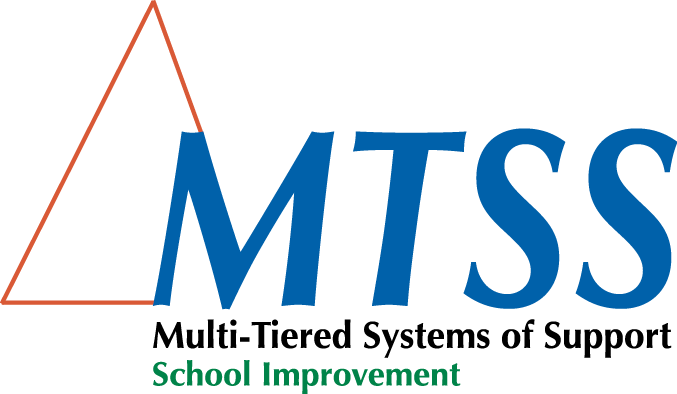 MTSS
Multi-Tiered Systems of Support
School Improvement